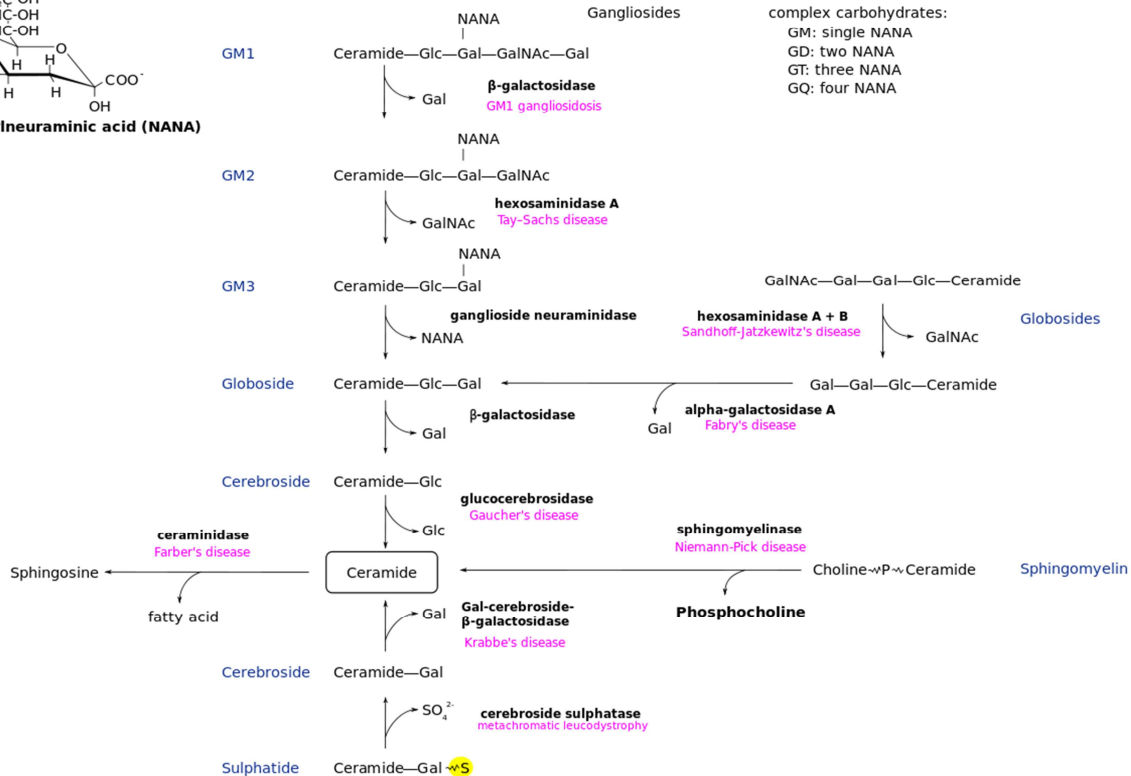 C-OH
HC-OH
HC-OH
H
O
H
COO-
H
H
OH
lneuraminic acid (NANA)
Gangliosides
complex carbohydrates:
GM: single NANA
GD: two NANA
GT: three NANA
GQ: four NANA
NANA
GM1
Ceramide—Glc—Gal—GalNAc—Gal
Gal
β-galactosidase
GM1 gangliosidosis
NANA
GM2
Ceramide—Glc—Gal—GalNAc
GalNAc
hexosaminidase A
Tay–Sachs disease
NANA
GM3
Ceramide—Glc—Gal
NANA
ganglioside neuraminidase
GalNAc—Gal—Gal—Glc—Ceramide
hexosaminidase A + B
Sandhoff-Jatzkewitz's disease
GalNAc
Globosides
Globoside
Ceramide—Glc—Gal
Gal—Gal—Glc—Ceramide
Gal
alpha-galactosidase A
Fabry's disease
Gal
β-galactosidase
Cerebroside
Ceramide—Glc
Glc
glucocerebrosidase
Gaucher's disease
ceraminidase
Farber's disease
sphingomyelinase
Niemann-Pick disease
Sphingosine
Ceramide
Choline P Ceramide
Sphingomyelin
fatty acid
Phosphocholine
Gal
Gal-cerebroside-
β-galactosidase
Krabbe's disease
Cerebroside
Ceramide—Gal
SO4 2-
cerebroside sulphatase
metachromatic leucodystrophy
Sulphatide
Ceramide—Gal S